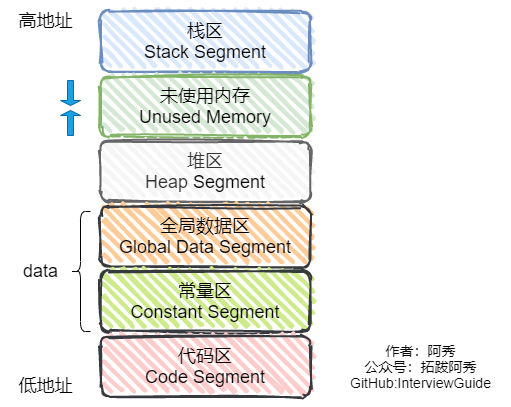 高地址
栈区
Stack Segment
未使用内存
Unused Memory
堆区
Heap Segment
全局数据区
Global Data Segment
data
常量区
Constant Segment
代码区
Code Segment
低地址
作者：阿秀
公众号：拓跋阿秀
GitHub:InterviewGuide